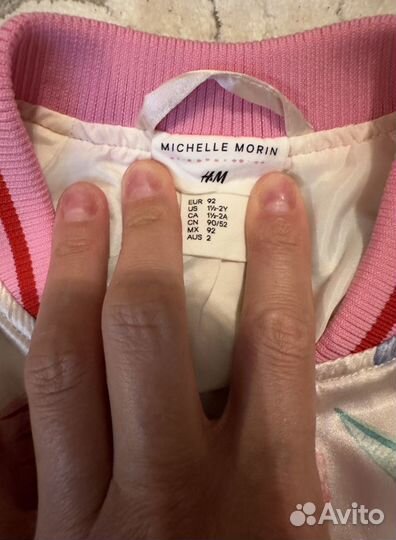 MICHELLE MORIN
H&M
EUR 92
US 1½-2Y
CA 1½-2A
CN 90/52
MX 92
AUS 2
Avito